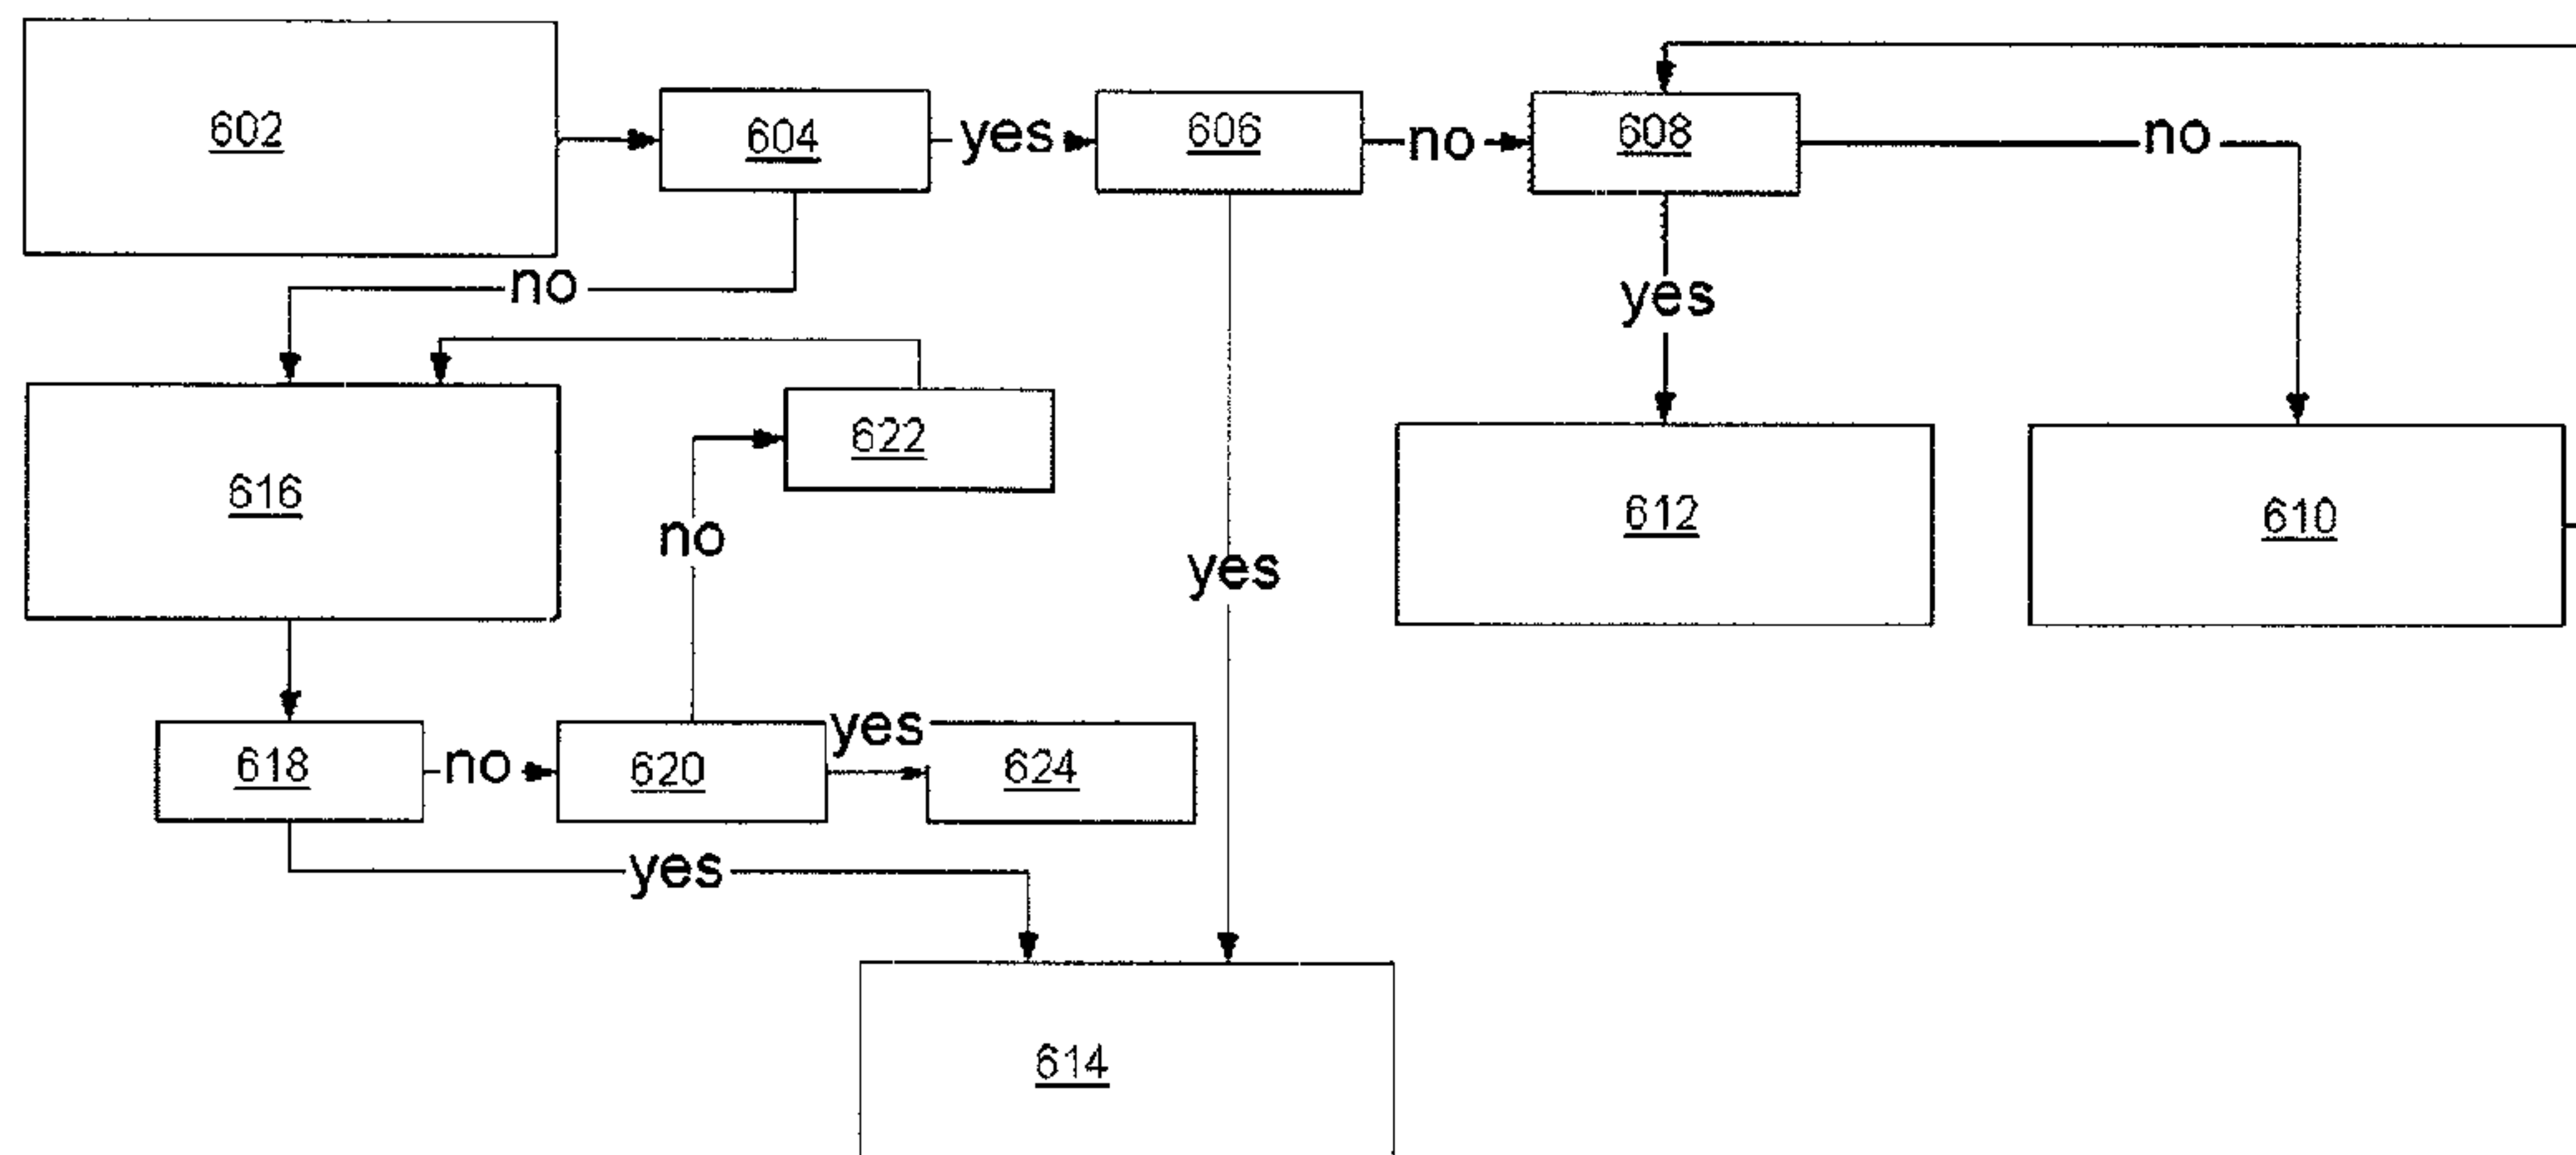 602
604
yes
606
no
608
no
no
yes
622
616
612
610
no
yes
yes
618
no
620
624
yes
614